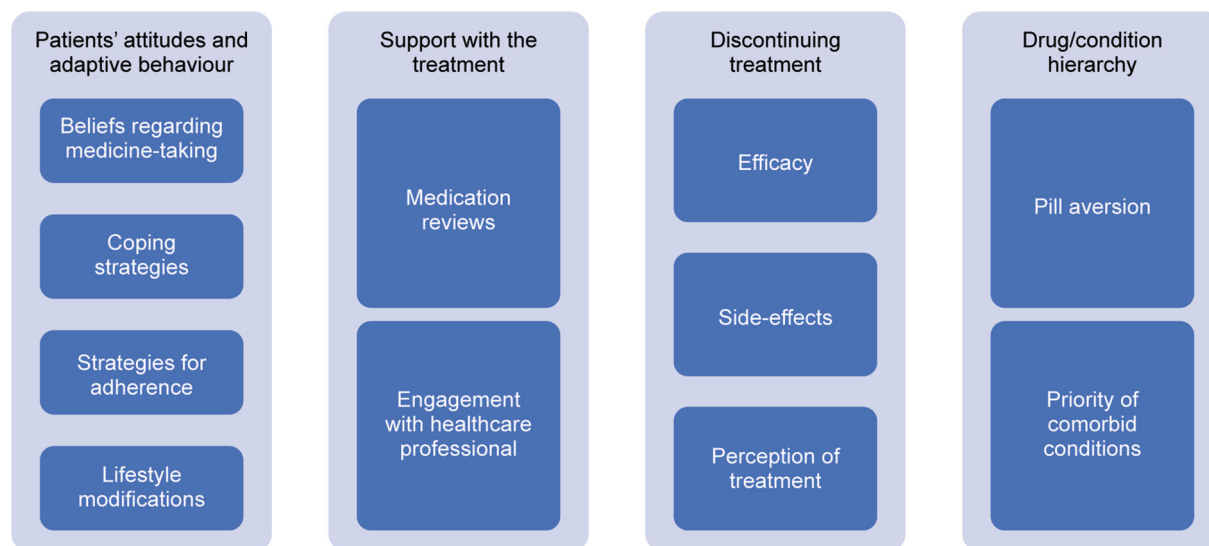 Patients’ attitudes and
adaptive behaviour
Beliefs regarding
medicine-taking
Coping
strategies
Strategies for
adherence
Lifestyle
modifications
Support with the
treatment
Medication
reviews
Engagement
with healthcare
professional
Discontinuing
treatment
Efficacy
Side-effects
Perception of
treatment
Drug/condition
hierarchy
Pill aversion
Priority of
comorbid
conditions